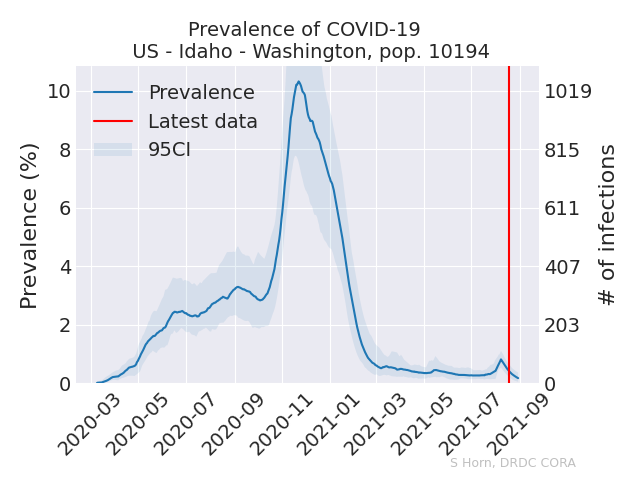 Prevalence of COVID-19
US - Idaho - Washington, pop. 10194
Prevalence (%)
# of infections
Prevalence
Latest data
95CI
10
8
6
4
2
0
1019
815
611
407
203
0
2020-03
2020-05
2020-07
2020-09
2020-11
2021-01
2021-03
2021-05
2021-07
2021-09
S Horn, DRDC CORA